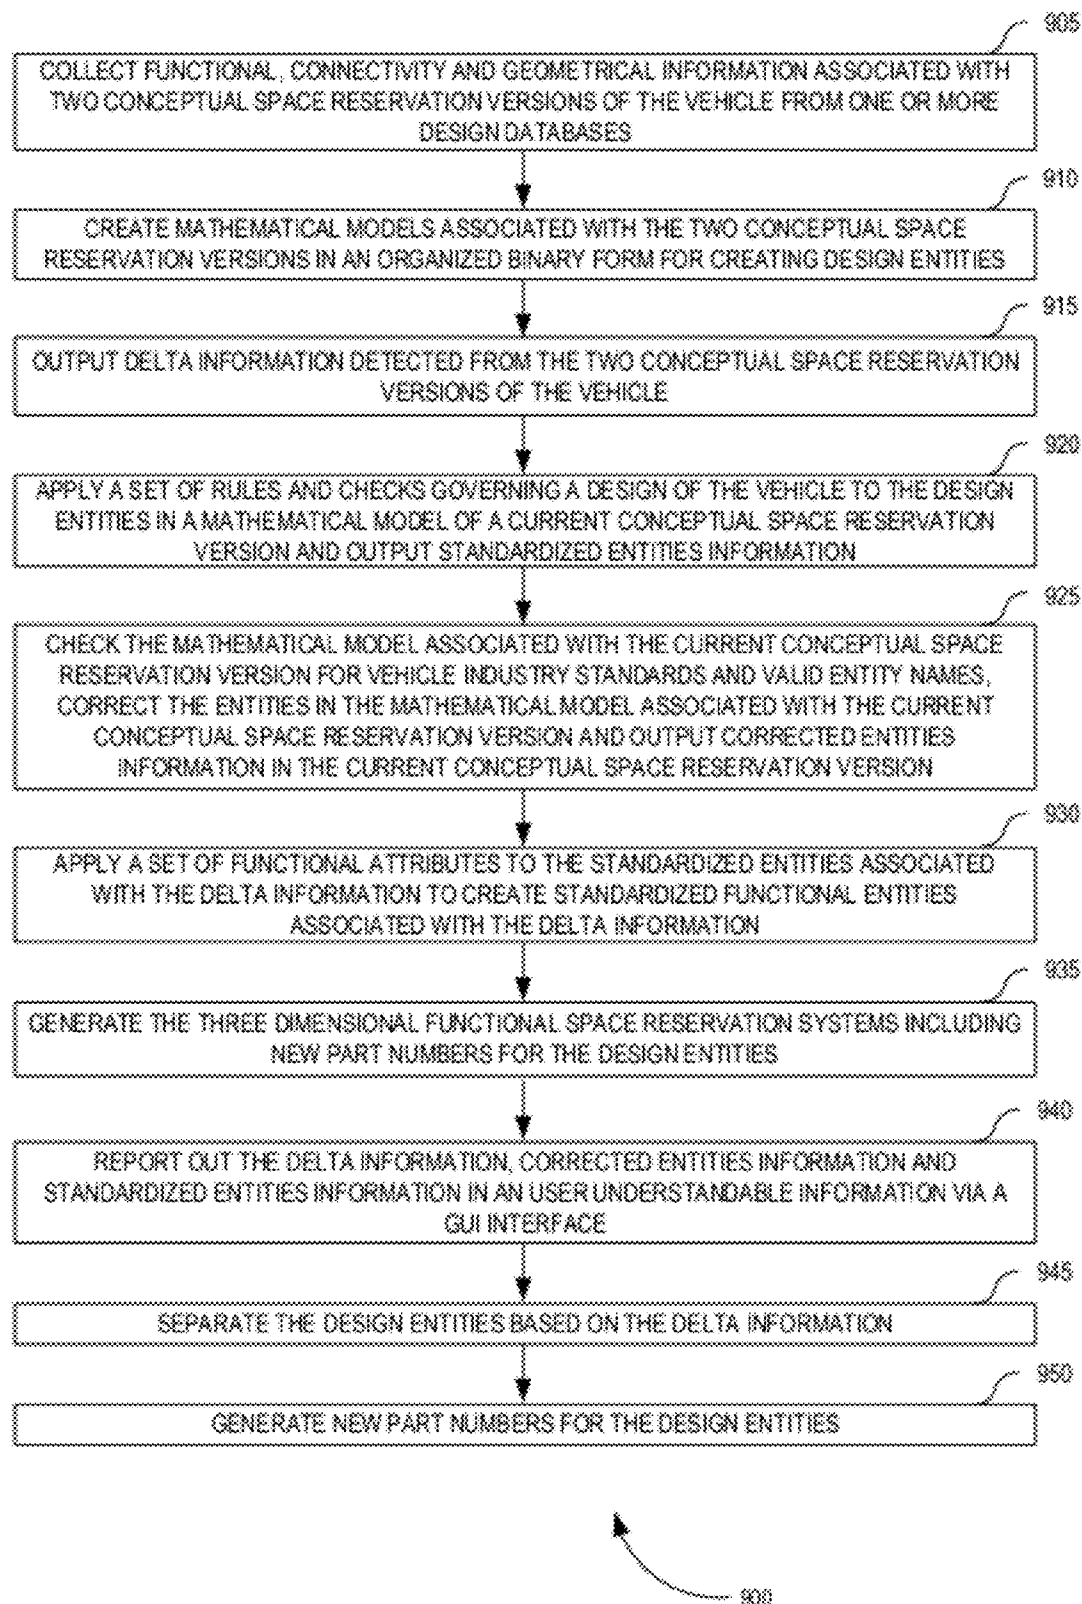 905
COLLECT FUNCTIONAL, CONNECTIVITY AND GEOMETRICAL INFORMATION ASSOCIATED WITH
TWO CONCEPTUAL SPACE RESERVATION VERSIONS OF THE VEHICLE FROM ONE OR MORE
DESIGN DATABASES
910
CREATE MATHEMATICAL MODELS ASSOCIATED WITH THE TWO CONCEPTUAL SPACE
RESERVATION VERSIONS IN AN ORGANIZED BINARY FORM FOR CREATING DESIGN ENTITIES
915
OUTPUT DELTA INFORMATION DETECTED FROM THE TWO CONCEPTUAL SPACE RESERVATION
VERSIONS OF THE VEHICLE
920
APPLY A SET OF RULES AND CHECKS GOVERNING A DESIGN OF THE VEHICLE TO THE DESIGN
ENTITIES IN A MATHEMATICAL MODEL OF A CURRENT CONCEPTUAL SPACE RESERVATION
VERSION AND OUTPUT STANDARDIZED ENTITIES INFORMATION
925
CHECK THE MATHEMATICAL MODEL ASSOCIATED WITH THE CURRENT CONCEPTUAL SPACE
RESERVATION VERSION FOR VEHICLE INDUSTRY STANDARDS AND VALID ENTITY NAMES,
CORRECT THE ENTITIES IN THE MATHEMATICAL MODEL ASSOCIATED WITH THE CURRENT
CONCEPTUAL SPACE RESERVATION VERSION AND OUTPUT CORRECTED ENTITIES
INFORMATION IN THE CURRENT CONCEPTUAL SPACE RESERVATION VERSION
930
APPLY A SET OF FUNCTIONAL ATTRIBUTES TO THE STANDARDIZED ENTITIES ASSOCIATED
WITH THE DELTA INFORMATION TO CREATE STANDARDIZED FUNCTIONAL ENTITIES
ASSOCIATED WITH THE DELTA INFORMATION
935
GENERATE THE THREE DIMENSIONAL FUNCTIONAL SPACE RESERVATION SYSTEMS INCLUDING
NEW PART NUMBERS FOR THE DESIGN ENTITIES
940
REPORT OUT THE DELTA INFORMATION, CORRECTED ENTITIES INFORMATION AND
STANDARDIZED ENTITIES INFORMATION IN AN USER UNDERSTANDABLE INFORMATION VIA A
GUI INTERFACE
945
SEPARATE THE DESIGN ENTITIES BASED ON THE DELTA INFORMATION
950
GENERATE NEW PART NUMBERS FOR THE DESIGN ENTITIES
900